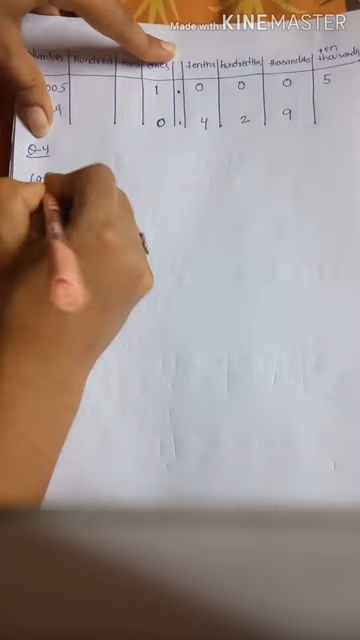 Made with KINEMASTER
Hundred ones . tenths hundredths thousandths ten thousandths
1 . 0 0 0 5
0 . 4 2 9
Q-4